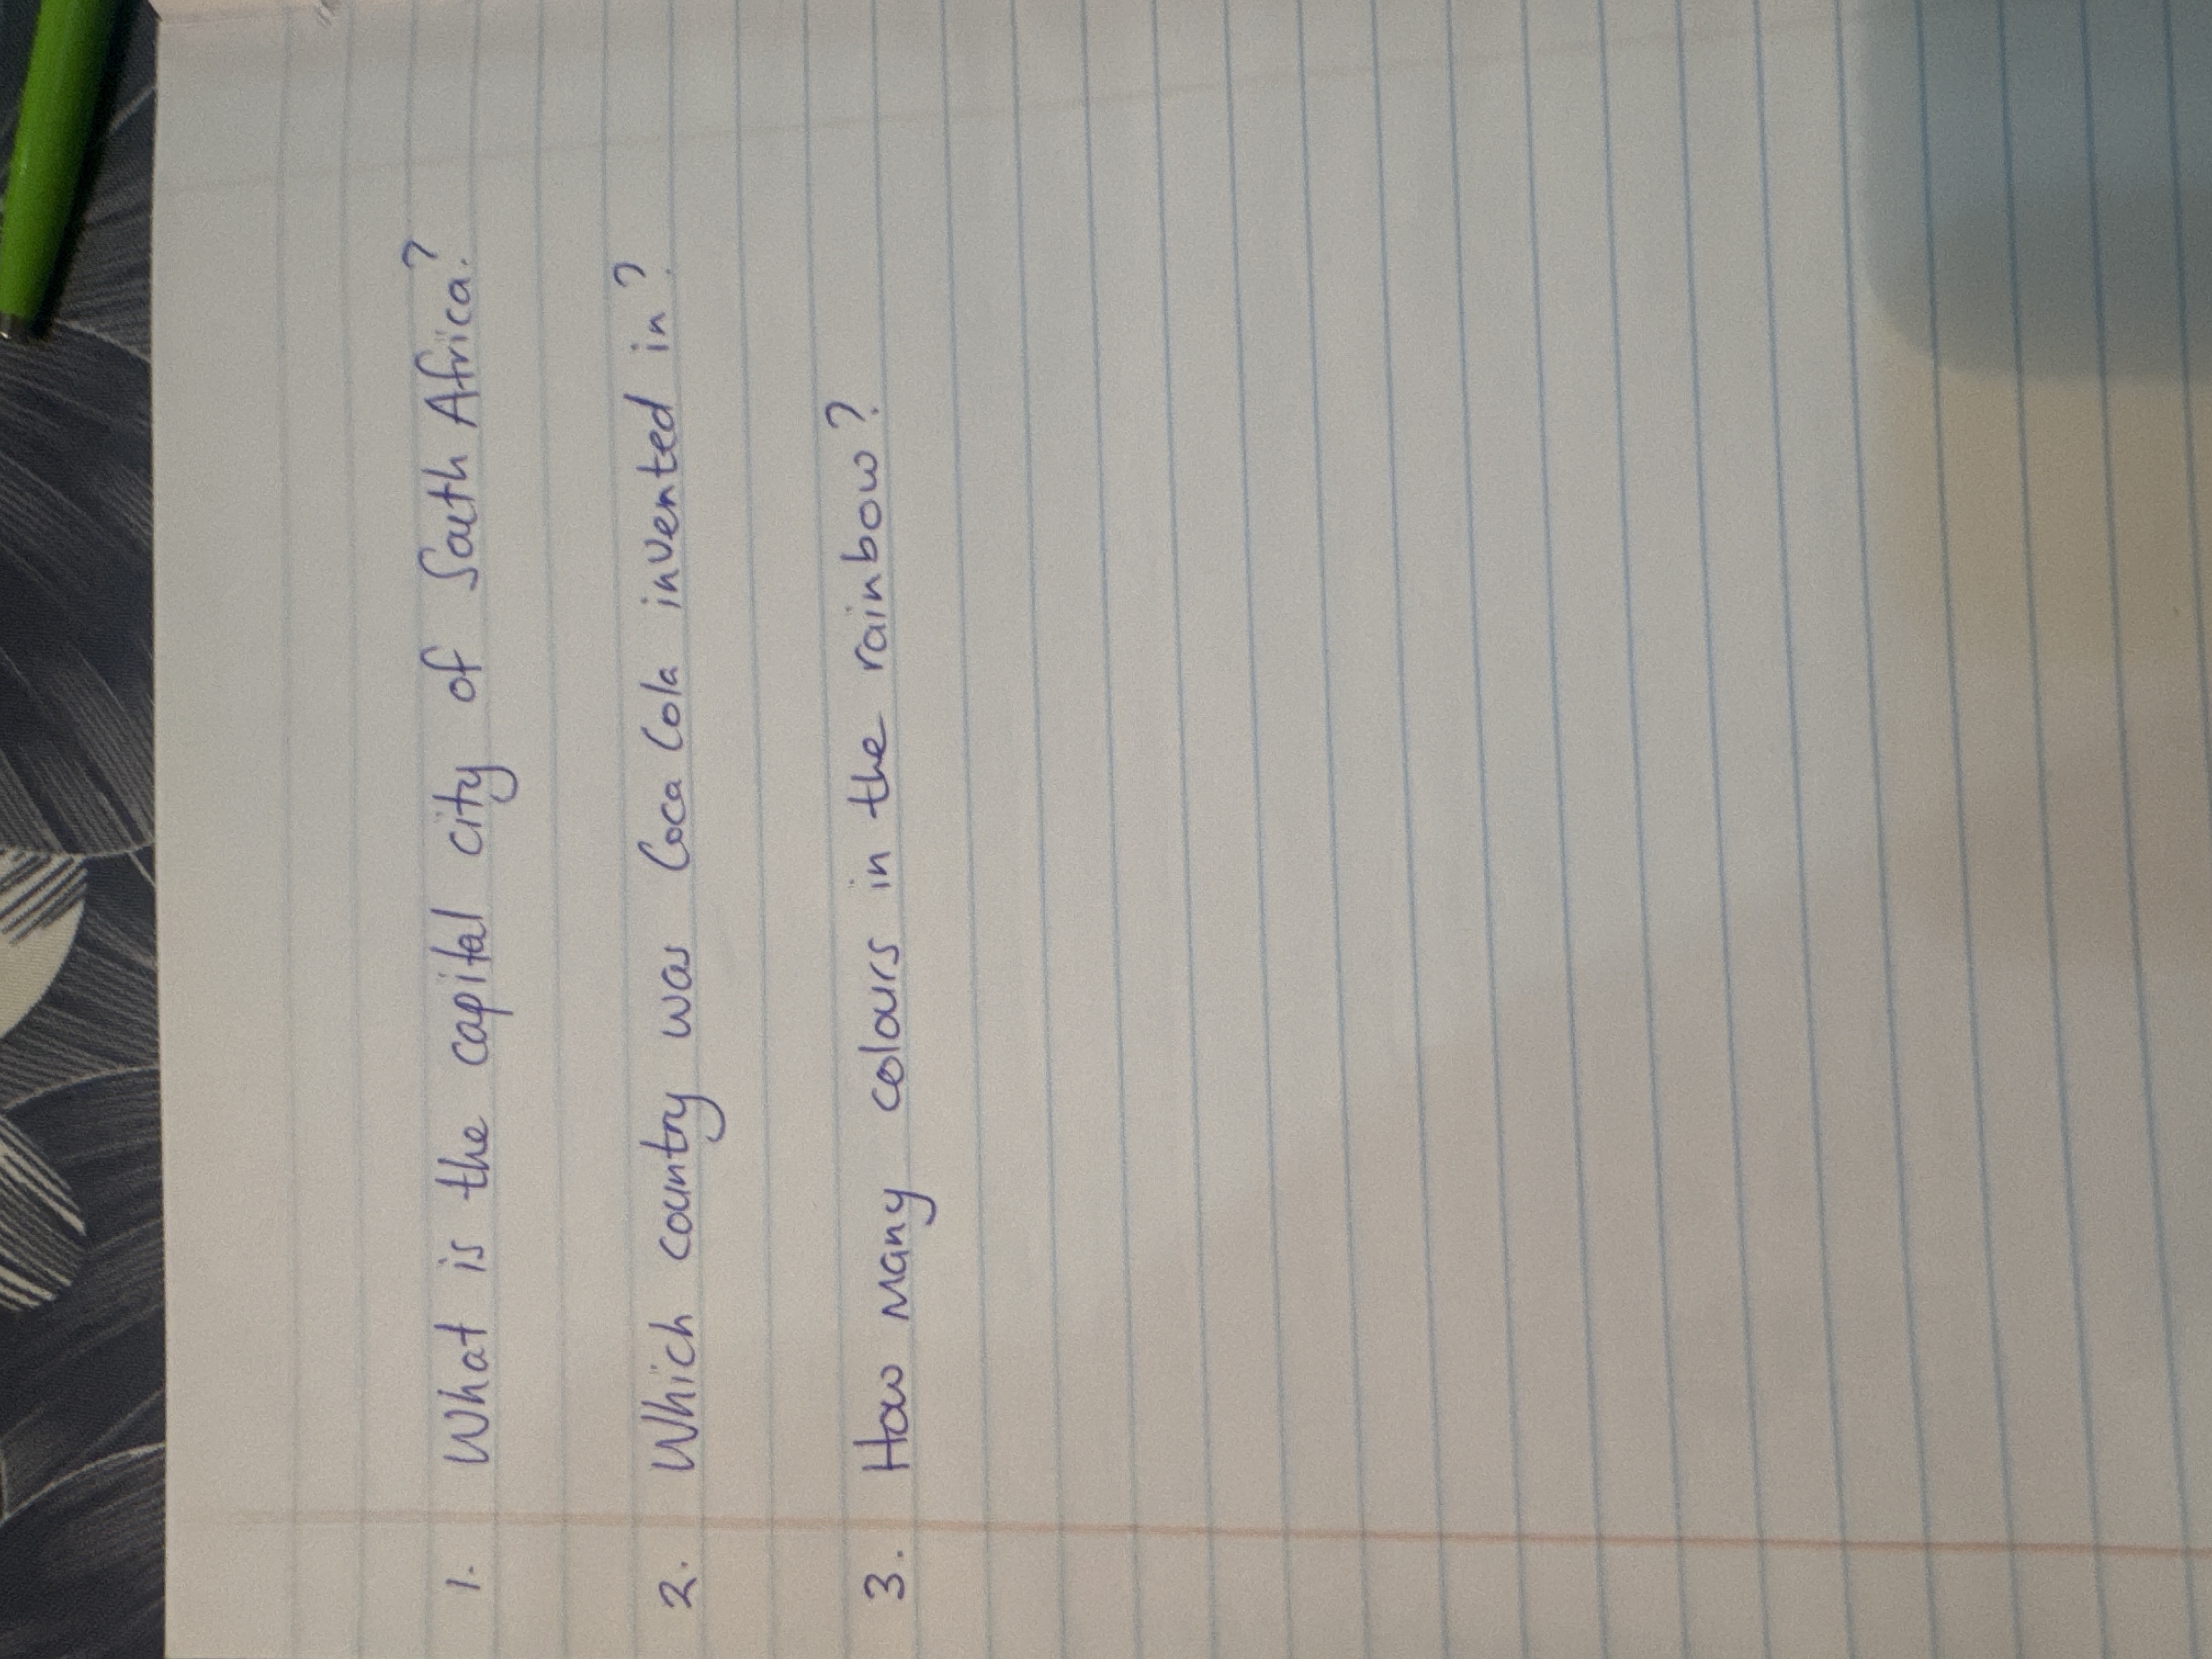 1. What is the capital city of South Africa?
2. Which country was Coca Cola invented in?
3. How many colours in the rainbow?